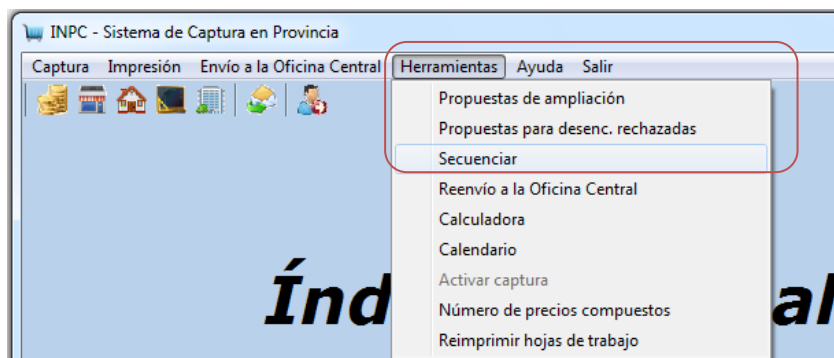 INPC - Sistema de Captura en Provincia
Captura Impresión Envío a la Oficina Central Herramientas Ayuda Salir
Propuestas de ampliación
Propuestas para desenc. rechazadas
Secuenciar
Reenvío a la Oficina Central
Calculadora
Calendario
Activar captura
Número de precios compuestos
Reimprimir hojas de trabajo
Índ al